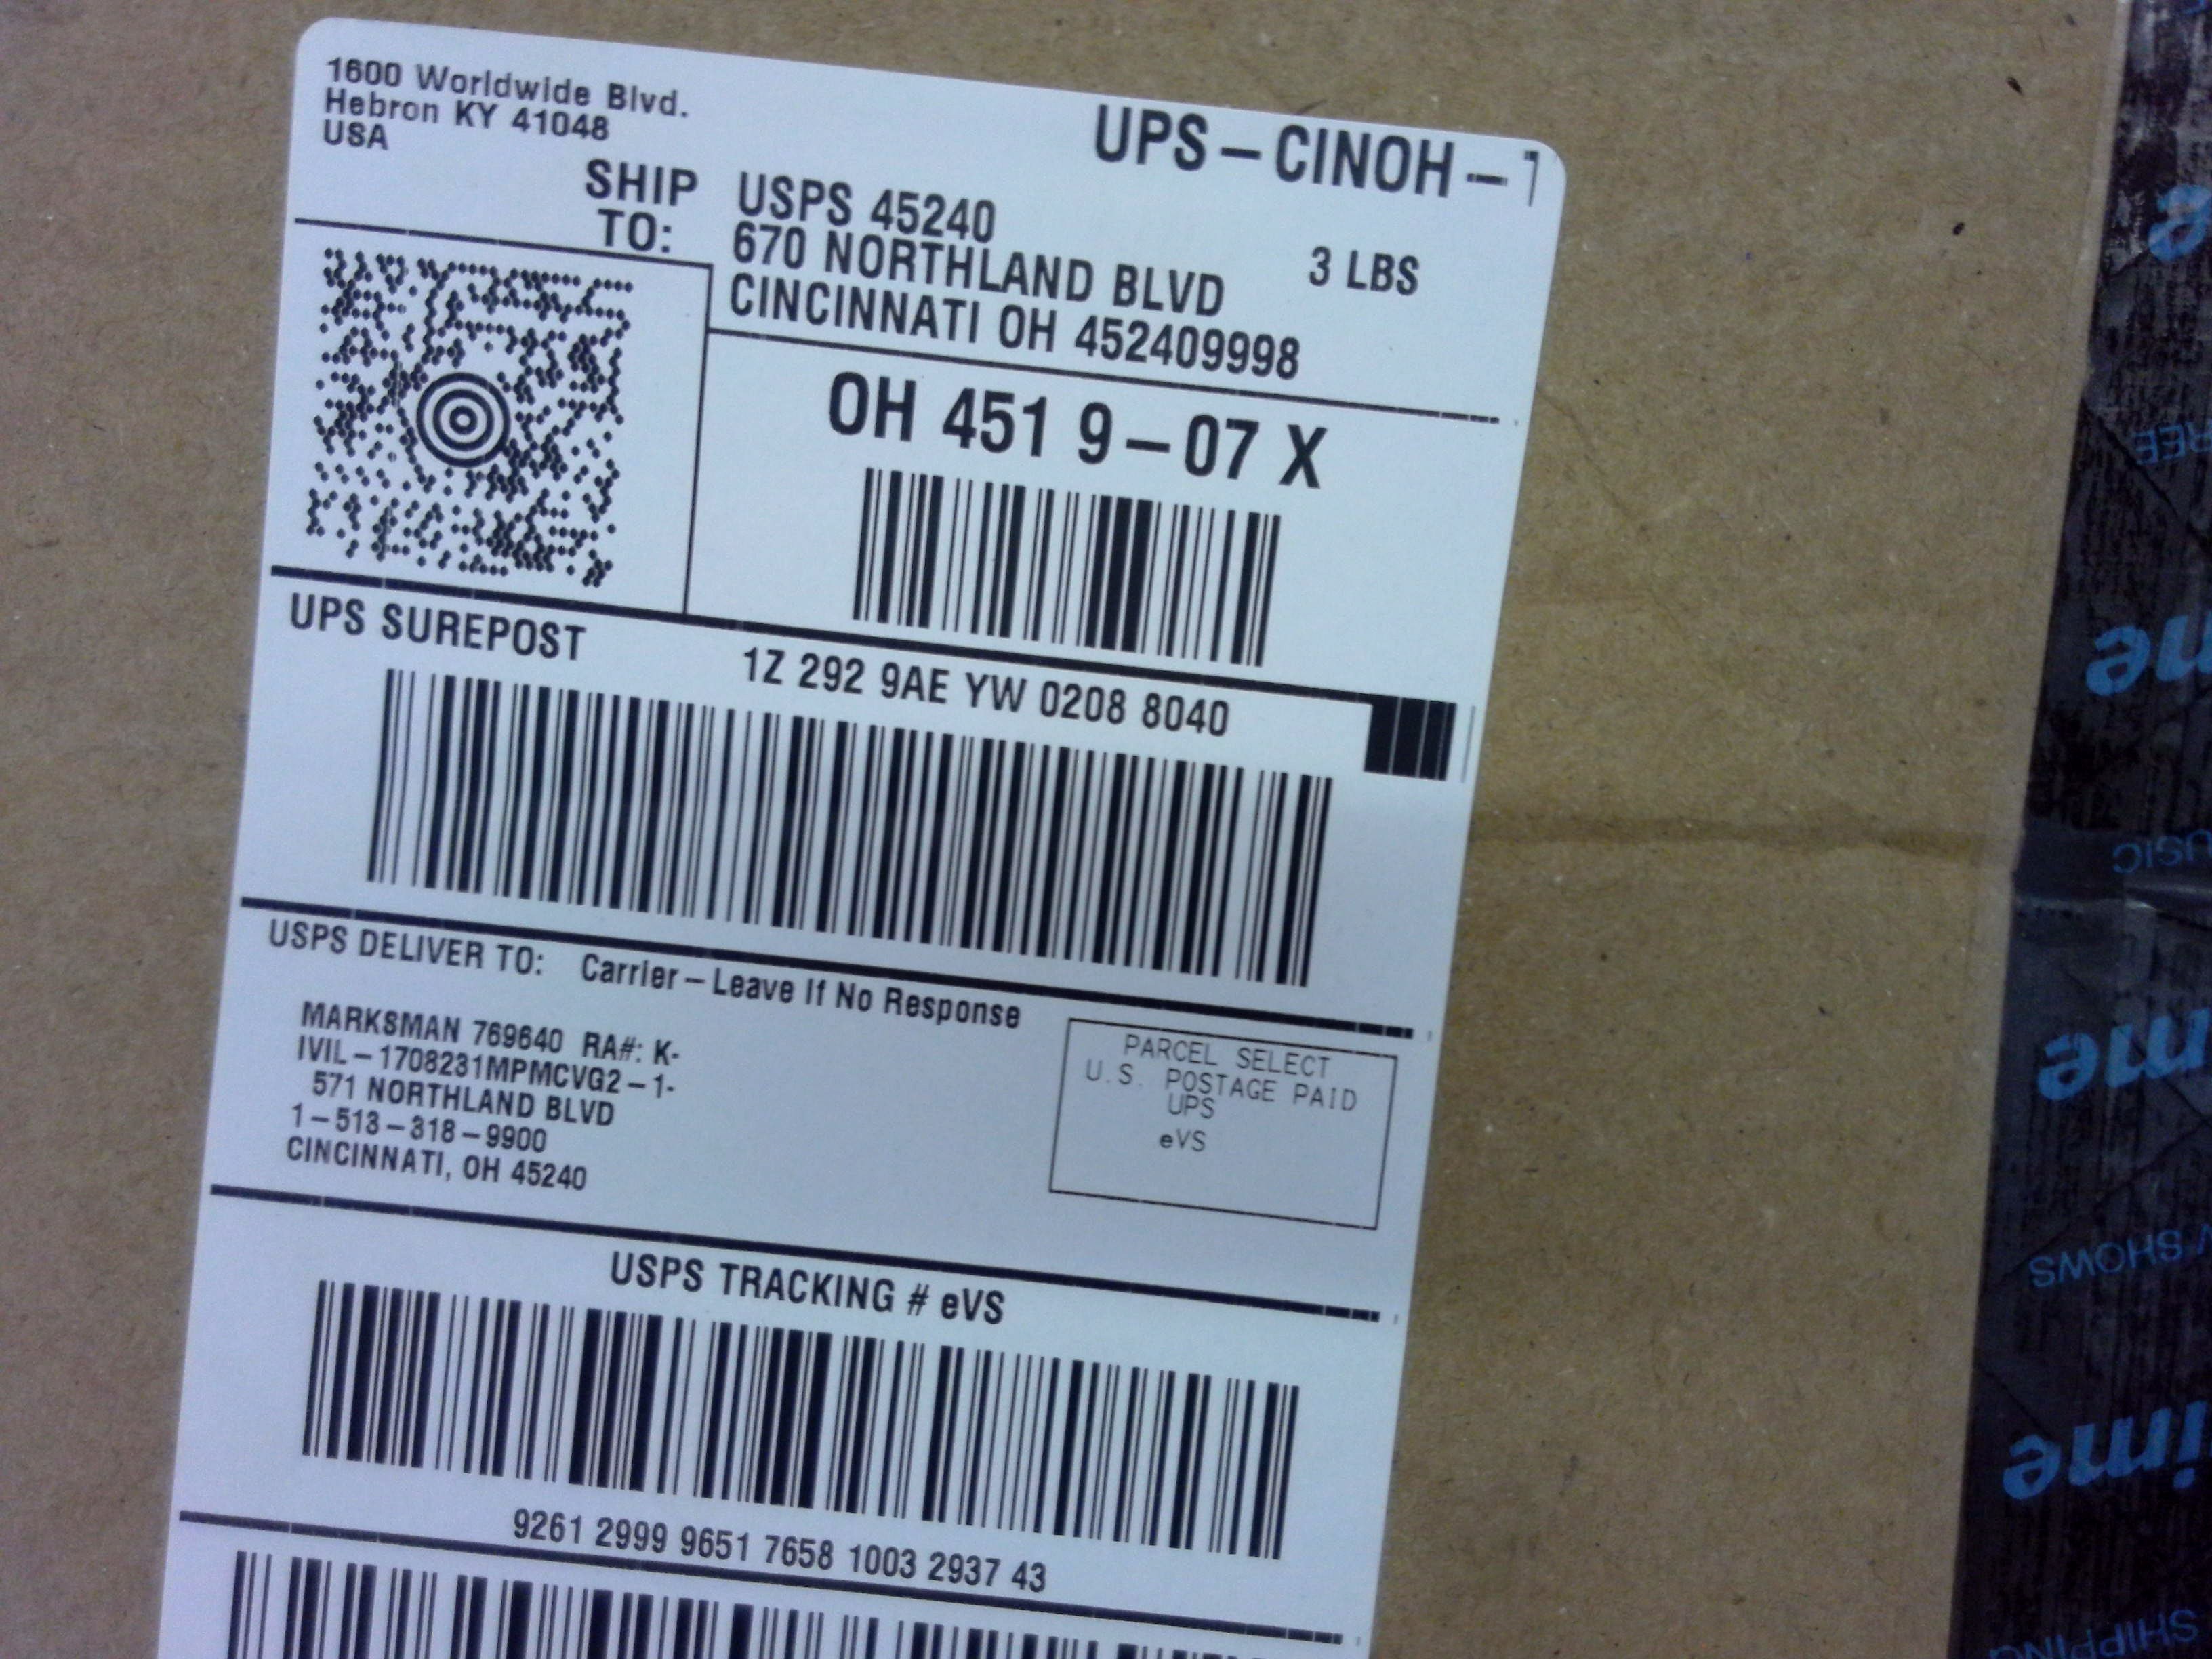 1600 Worldwide Blvd.
Hebron KY 41048
USA
UPS – CINOH –
SHIP TO:
USPS 45240
670 NORTHLAND BLVD
CINCINNATI OH 452409998
3 LBS
OH 451 9 – 07 X
UPS SUREPOST
1Z 292 9AE YW 0208 8040
USPS DELIVER TO: Carrier – Leave If No Response
MARKSMAN 769640 RA#: K-
IVIL – 1708231MPMCVG2 – 1-
571 NORTHLAND BLVD
1 – 513 – 318 – 9900
CINCINNATI, OH 45240
PARCEL SELECT
U.S. POSTAGE PAID
UPS
eVS
USPS TRACKING # eVS
9261 2999 9651 7658 1003 2937 43
SHOWS